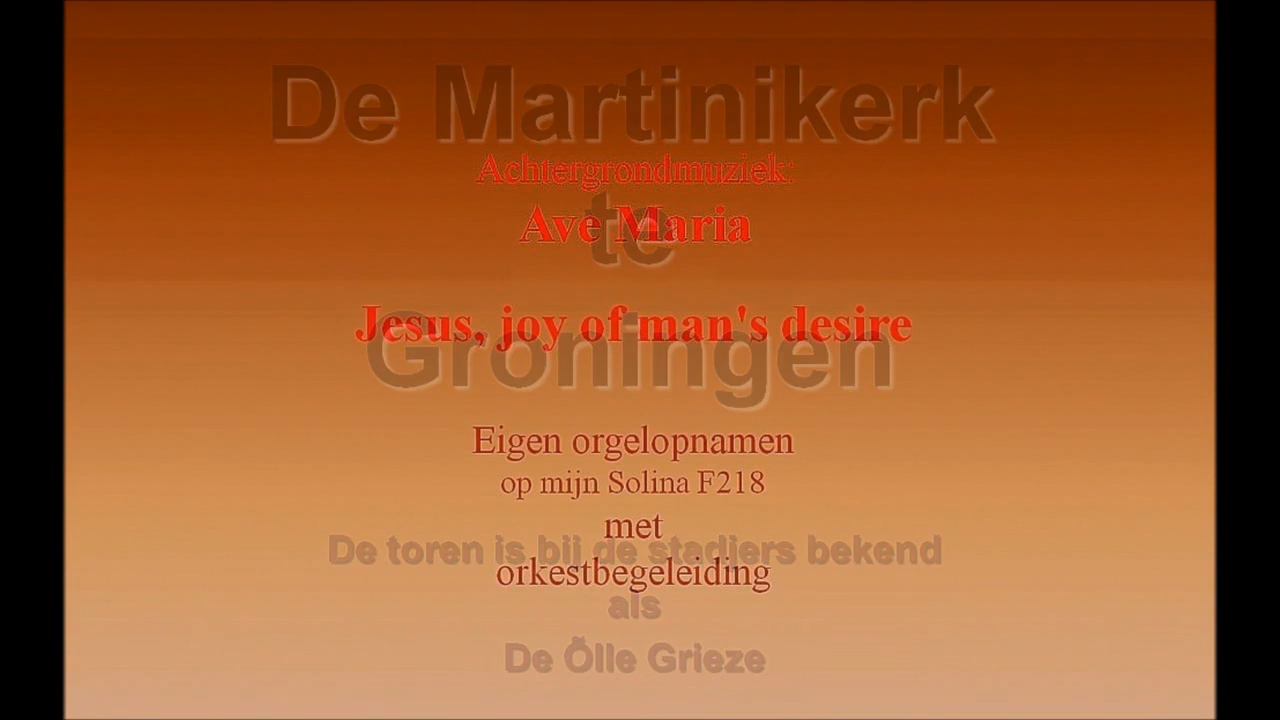 De Martinikerk
Achtergrondmuziek:
te
Ave Maria
Jesus, joy of man's desire
Groningen
Eigen orgelopnamen
op mijn Solina F218
met
De toren is bij de stadjers bekend
orkestbegeleiding
als
De Õlle Grieze